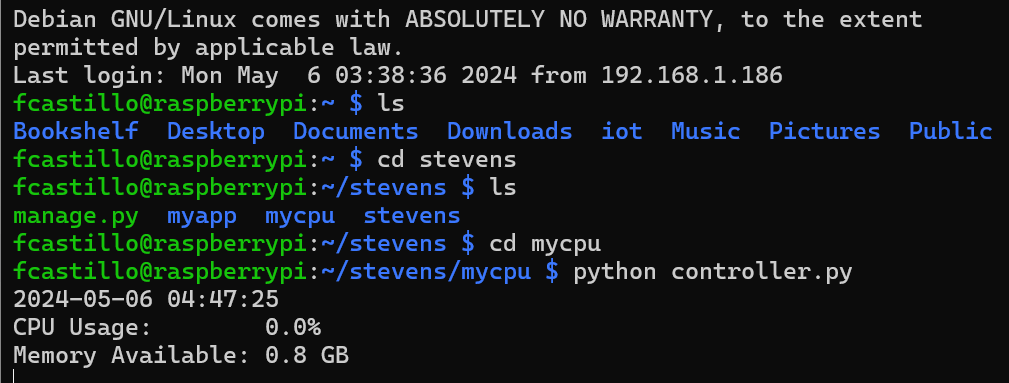 Debian GNU/Linux comes with ABSOLUTELY NO WARRANTY, to the extent
permitted by applicable law.
Last login: Mon May  6 03:38:36 2024 from 192.168.1.186
fcastillo@raspberrypi:~ $ ls
Bookshelf  Desktop  Documents  Downloads  iot  Music  Pictures  Public
fcastillo@raspberrypi:~ $ cd stevens
fcastillo@raspberrypi:~/stevens $ ls
manage.py  myapp  mycpu  stevens
fcastillo@raspberrypi:~/stevens $ cd mycpu
fcastillo@raspberrypi:~/stevens/mycpu $ python controller.py
2024-05-06 04:47:25
CPU Usage:        0.0%
Memory Available: 0.8 GB